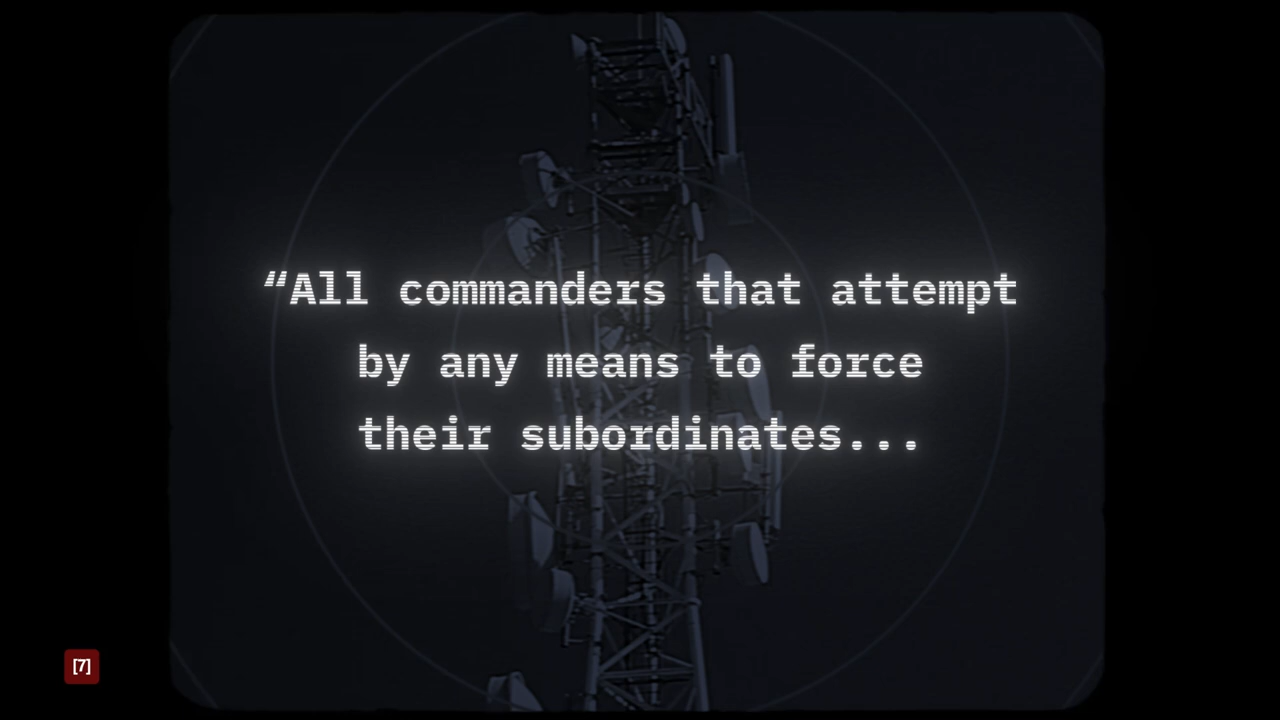 “All commanders that attempt
by any means to force
their subordinates...
[7]